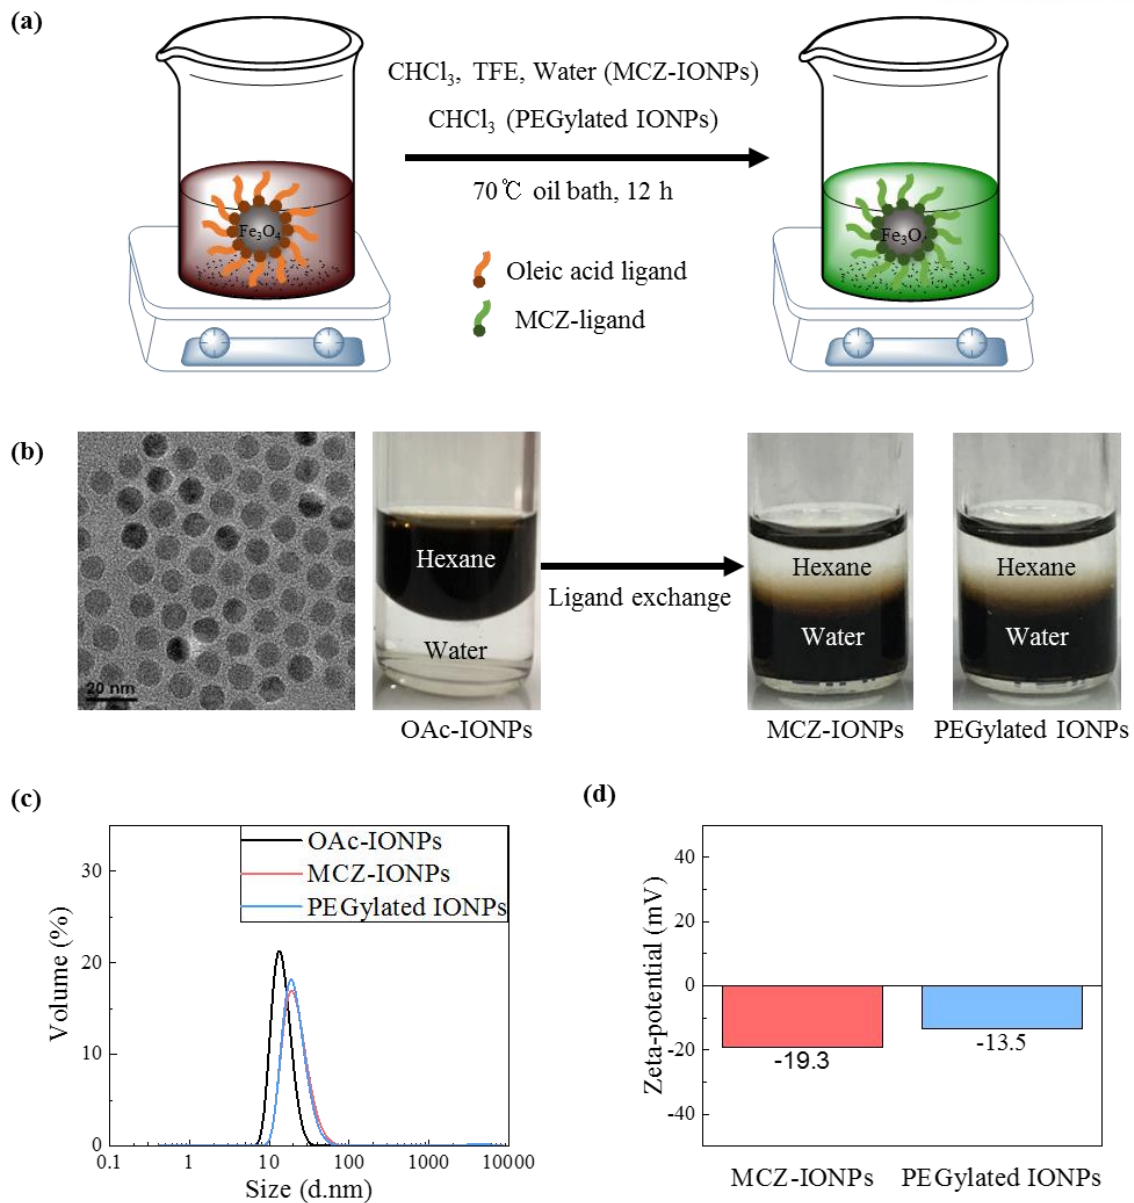 (a)
CHCl₃, TFE, Water (MCZ-IONPs)
CHCl₃ (PEGylated IONPs)
70℃ oil bath, 12 h
Fe₃O₄
Fe₃O
Oleic acid ligand
MCZ-ligand
(b)
20 nm
Hexane
Water
OAc-IONPs
Ligand exchange
Hexane
Water
MCZ-IONPs
Hexane
Water
PEGylated IONPs
(c)
OAc-IONPs
MCZ-IONPs
PEGylated IONPs
Volume (%)
30
20
10
0
0.1 1 10 100 1000 10000
Size (d.nm)
(d)
Zeta-potential (mV)
40
20
0
-20
-40
-19.3
-13.5
MCZ-IONPs PEGylated IONPs